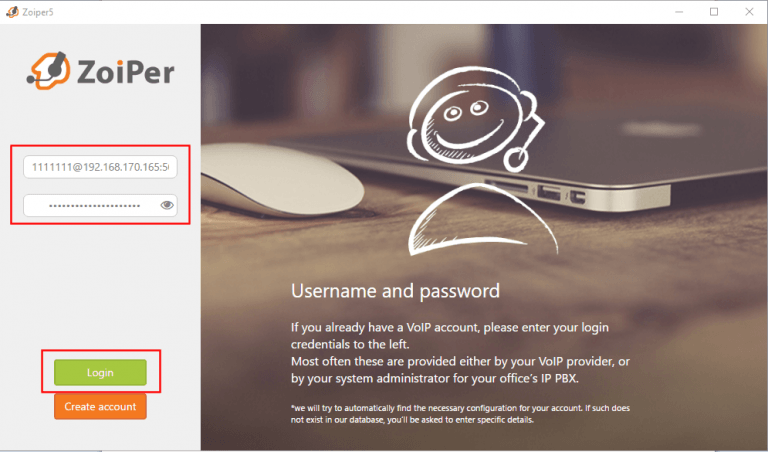 Zoiper5
ZoiPer
1111111@192.168.170.165:50
•••••••••••••••••••••
Login
Create account
Username and password
If you already have a VoIP account, please enter your login
credentials to the left.
Most often these are provided either by your VoIP provider, or
by your system administrator for your office's IP PBX.
*we will try to automatically find the necessary configuration for your account. If such does
not exist in our database, you'll be asked to enter specific details.